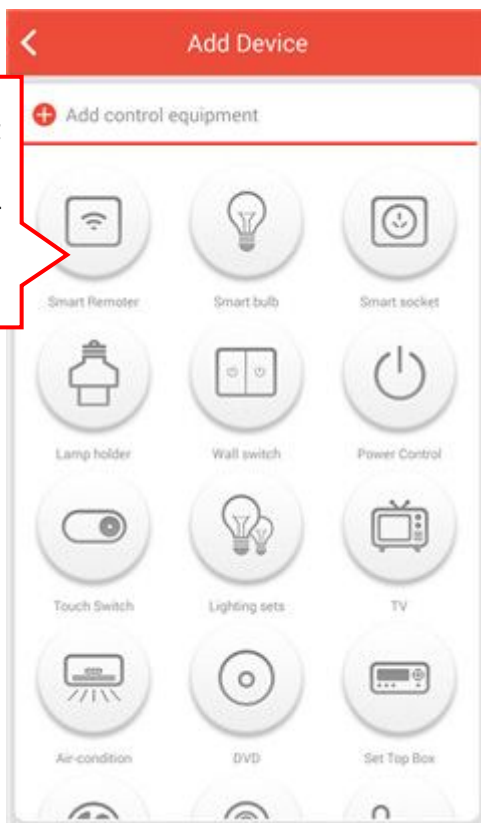 Add Device
Add control equipment
Smart Remoter
Smart bulb
Smart socket
Lamp holder
Wall switch
Power Control
Touch Switch
Lighting sets
TV
Air-condition
DVD
Set Top Box